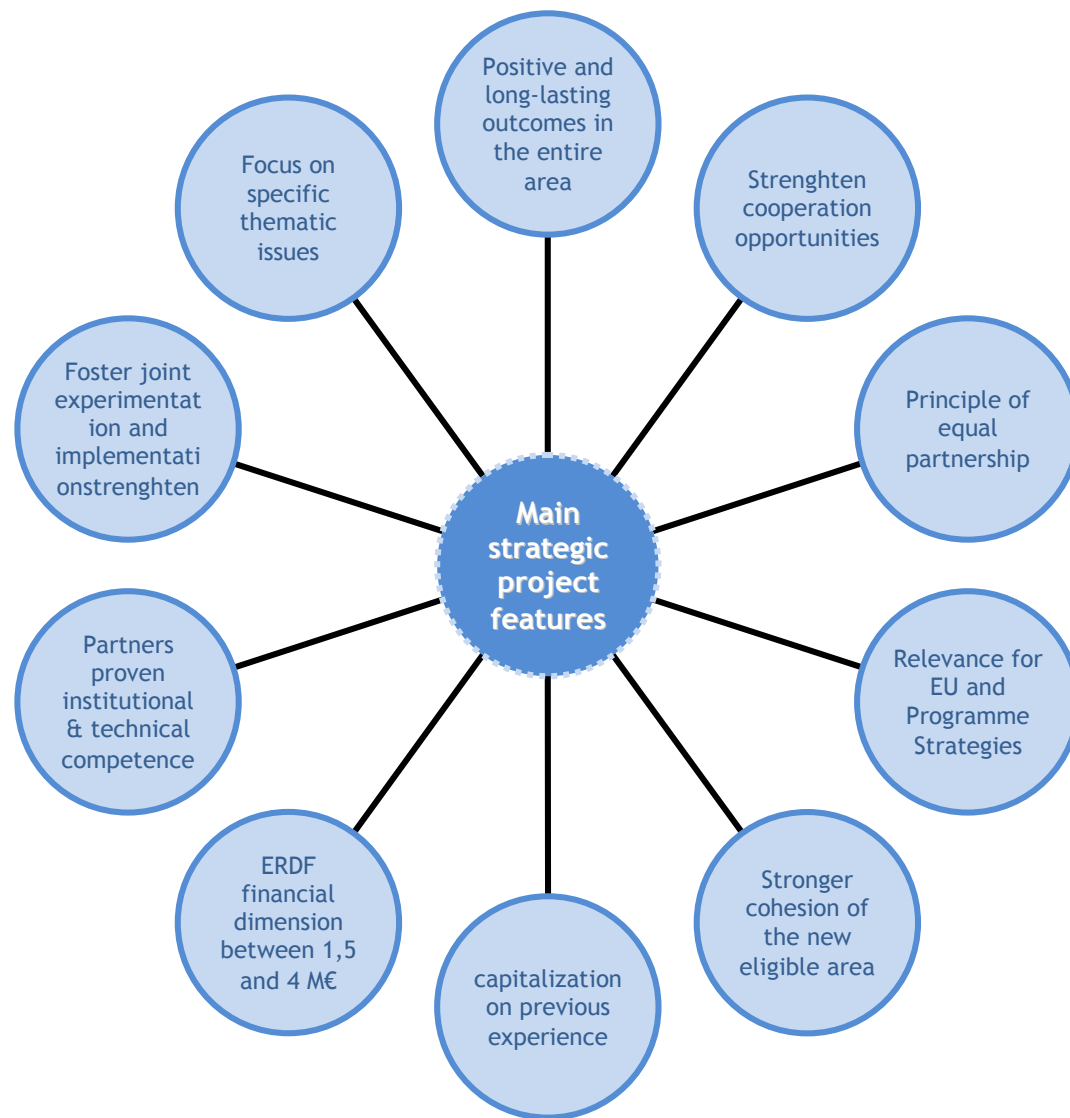 Positive and
long-lasting
outcomes in
the entire
area
Strenghten
cooperation
opportunities
Principle of
equal
partnership
Relevance for
EU and
Programme
Strategies
Stronger
cohesion of
the new
eligible area
capitalization
on previous
experience
ERDF
financial
dimension
between 1,5
and 4 M€
Partners
proven
institutional
& technical
competence
Foster joint
experimentat
ion and
implementati
onstrenghten
Focus on
specific
thematic
issues
Main
strategic
project
features